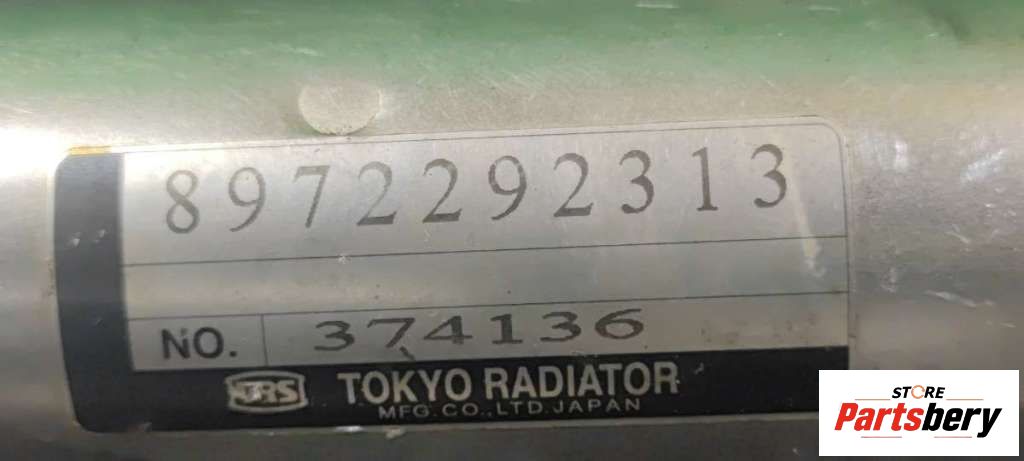 8972292313
NO. 374136
TRS TOKYO RADIATOR
MFG.CO.,LTD.JAPAN
STORE
Partsbery